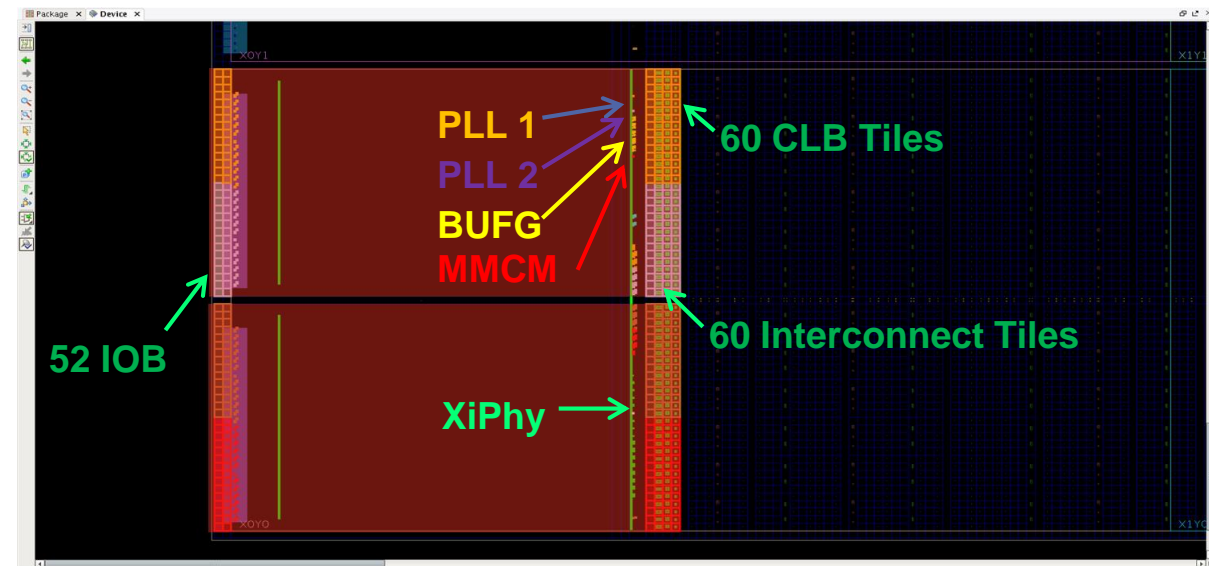 Package × Device ×
X0Y1
X1Y1
PLL 1
60 CLB Tiles
PLL 2
BUFG
MMCM
60 Interconnect Tiles
52 IOB
XiPhy
X0Y0
X1Y0